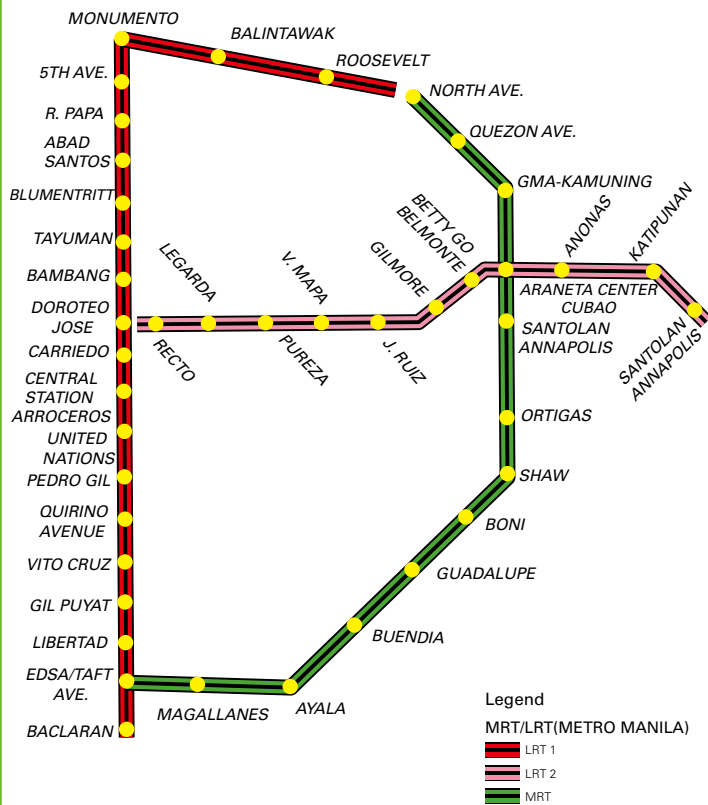 MONUMENTO
BALINTAWAK
ROOSEVELT
5TH AVE.
NORTH AVE.
R. PAPA
QUEZON AVE.
ABAD
SANTOS
GMA-KAMUNING
BLUMENTRITT
TAYUMAN
BAMBANG
DOROTEO
JOSE
CARRIEDO
CENTRAL
STATION
ARROCEROS
UNITED
NATIONS
PEDRO GIL
QUIRINO
AVENUE
VITO CRUZ
GIL PUYAT
LIBERTAD
EDSA/TAFT
AVE.
BACLARAN
RECTO
LEGARDA
PUREZA
V. MAPA
J. RUIZ
GILMORE
BETTY GO
BELMONTE
ARANETA CENTER
CUBAO
ANONAS
KATIPUNAN
SANTOLAN
ANNAPOLIS
SANTOLAN
ANNAPOLIS
ORTIGAS
SHAW
BONI
GUADALUPE
BUENDIA
AYALA
MAGALLANES
Legend
MRT/LRT(METRO MANILA)
LRT 1
LRT 2
MRT